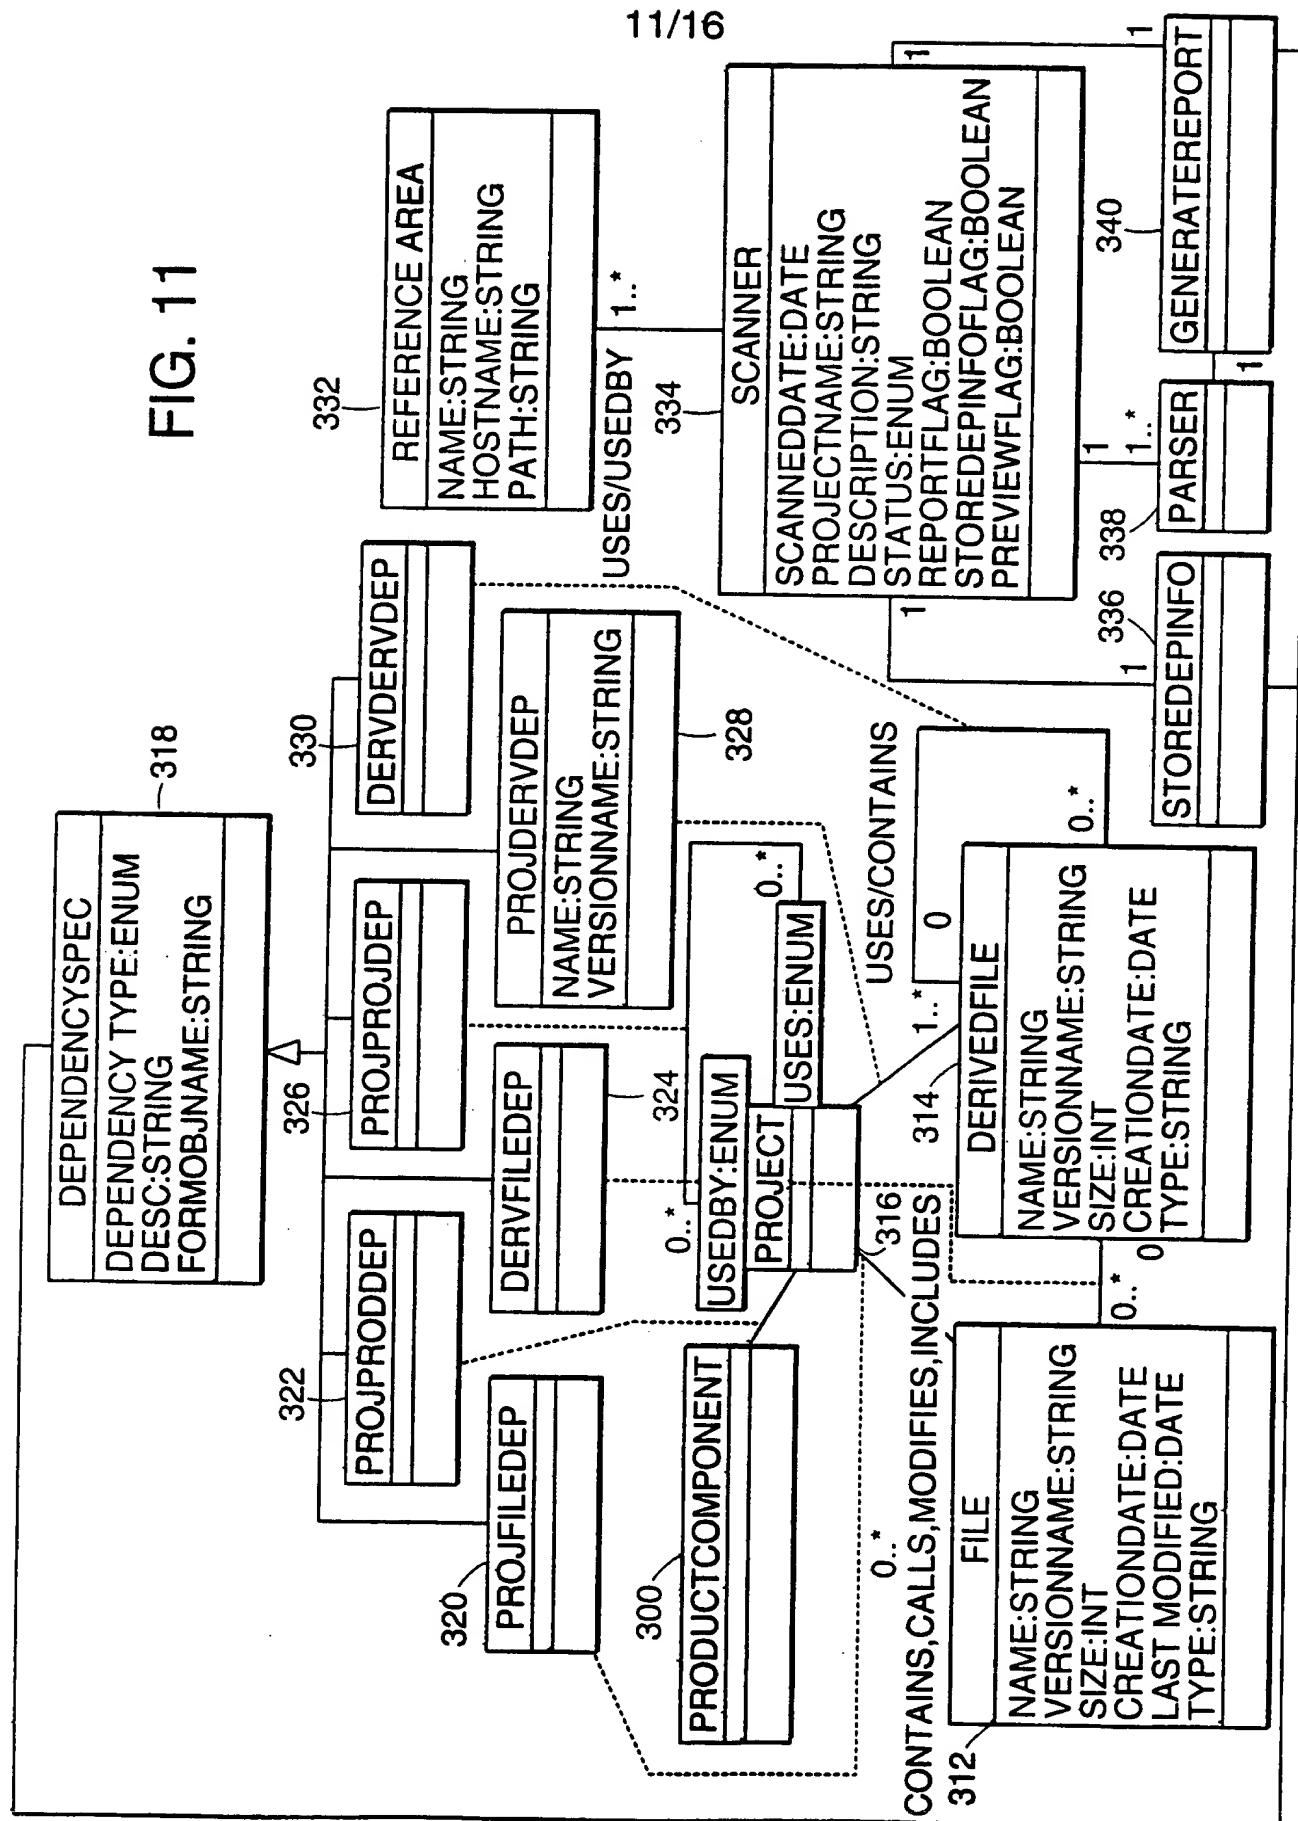 11/16
FIG. 11
DEPENDENCYSPEC
DEPENDENCY TYPE:ENUM
DESC:STRING
FORMOBJNAME:STRING
318
322
PROJPRODDEP
326
PROJPROJDEP
330
DERVDERVDEP
332
REFERENCE AREA
NAME:STRING
HOSTNAME:STRING
PATH:STRING
320
PROJFILEDEP
DERVFILEDEP
324
PROJDERVDEP
NAME:STRING
VERSIONNAME:STRING
328
USES/USEDBY
1..*
300
PRODUCTCOMPONENT
0..*
USEDBY:ENUM
PROJECT
316
USES:ENUM
0..*
334
SCANNER
SCANEDDATE:DATE
PROJECTNAME:STRING
DESCRIPTION:STRING
STATUS:ENUM
REPORTFLAG:BOOLEAN
STOREDEPINFOFLAG:BOOLEAN
PREVIEWFLAG:BOOLEAN
1
1
1
0..*
CONTAINS,CALLS,MODIFIES,INCLUDES
312
FILE
NAME:STRING
VERSIONNAME:STRING
SIZE:INT
CREATIONDATE:DATE
LAST MODIFIED:DATE
TYPE:STRING
0..*
0
314
1..*
0
USES/CONTAINS
0..*
DERIVEDFILE
NAME:STRING
VERSIONNAME:STRING
SIZE:INT
CREATIONDATE:DATE
TYPE:STRING
336
1
STOREDEPINFO
338
1..*
PARSER
1
340
1
GENERATEREPORT